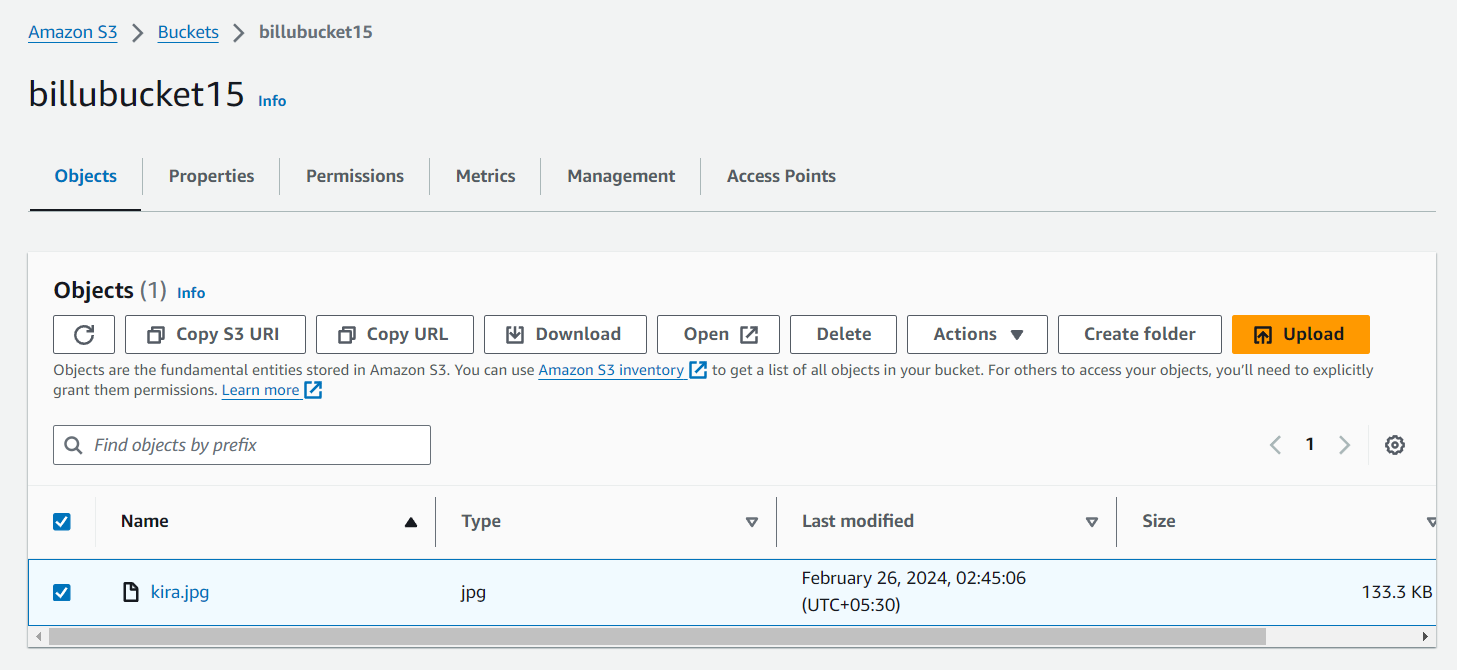 Amazon S3 > Buckets > billubucket15
billubucket15 Info
Objects Properties Permissions Metrics Management Access Points
Objects (1) Info
Copy S3 URI Copy URL Download Open Delete Actions Create folder Upload
Objects are the fundamental entities stored in Amazon S3. You can use Amazon S3 inventory to get a list of all objects in your bucket. For others to access your objects, you’ll need to explicitly
grant them permissions. Learn more
Find objects by prefix 1
Name Type Last modified Size
kira.jpg jpg February 26, 2024, 02:45:06 133.3 KB
(UTC+05:30)